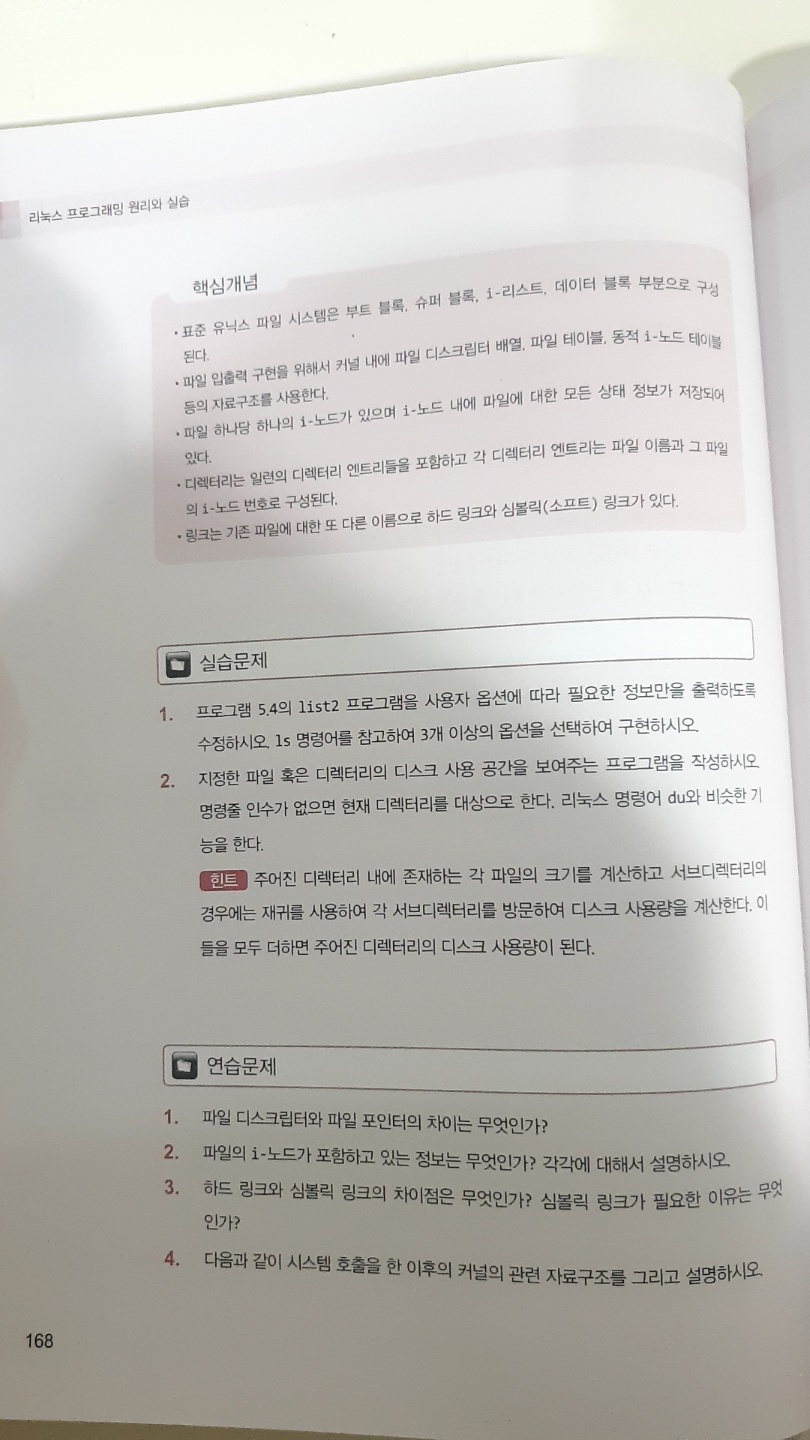 리눅스 프로그래밍 원리와 실습
핵심개념
• 표준 유닉스 파일 시스템은 부트 블록, 슈퍼 블록, i-리스트, 데이터 블록 부분으로 구성
된다.
• 파일 입출력 구현을 위해서 커널 내에 파일 디스크립터 배열, 파일 테이블, 동적 i-노드 테이블
등의 자료구조를 사용한다.
• 파일 하나당 하나의 i-노드가 있으며 i-노드 내에 파일에 대한 모든 상태 정보가 저장되어
있다.
• 디렉터리는 일련의 디렉터리 엔트리들을 포함하고 각 디렉터리 엔트리는 파일 이름과 그 파일
의 i-노드 번호로 구성된다.
• 링크는 기존 파일에 대한 또 다른 이름으로 하드 링크와 심볼릭(소프트) 링크가 있다.
실습문제
1. 프로그램 5.4의 list2 프로그램을 사용자 옵션에 따라 필요한 정보만을 출력하도록
수정하시오. ls 명령어를 참고하여 3개 이상의 옵션을 선택하여 구현하시오.
2. 지정한 파일 혹은 디렉터리의 디스크 사용 공간을 보여주는 프로그램을 작성하시오.
명령줄 인수가 없으면 현재 디렉터리를 대상으로 한다. 리눅스 명령어 du와 비슷한 기
능을 한다.
힌트 주어진 디렉터리 내에 존재하는 각 파일의 크기를 계산하고 서브디렉터리의
경우에는 재귀를 사용하여 각 서브디렉터리를 방문하여 디스크 사용량을 계산한다. 이
들을 모두 더하면 주어진 디렉터리의 디스크 사용량이 된다.
연습문제
1. 파일 디스크립터와 파일 포인터의 차이는 무엇인가?
2. 파일의 i-노드가 포함하고 있는 정보는 무엇인가? 각각에 대해서 설명하시오.
3. 하드 링크와 심볼릭 링크의 차이점은 무엇인가? 심볼릭 링크가 필요한 이유는 무엇
인가?
4. 다음과 같이 시스템 호출을 한 이후의 커널의 관련 자료구조를 그리고 설명하시오.
168